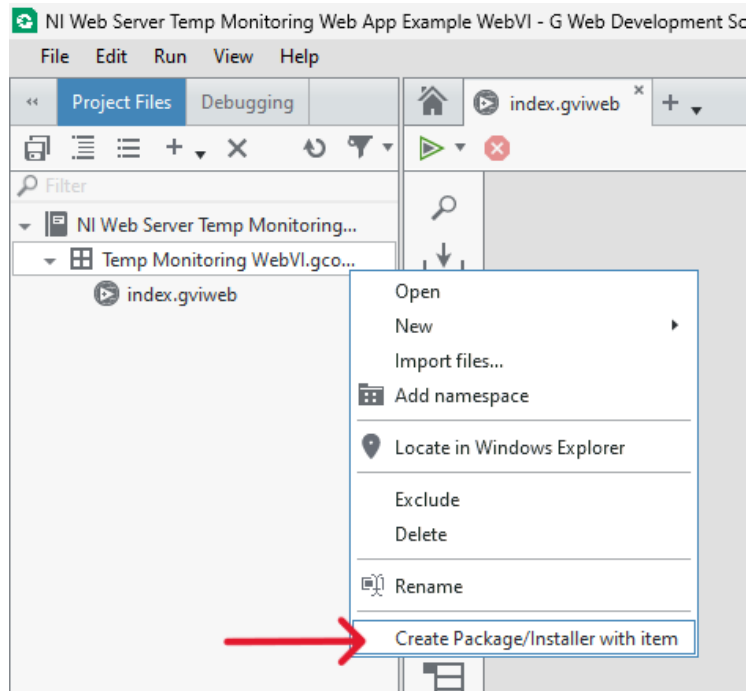 NI Web Server Temp Monitoring Web App Example WebVI - G Web Development So
File Edit Run View Help
Project Files Debugging
index.gviweb
Filter
NI Web Server Temp Monitoring...
Temp Monitoring WebVI.gco...
index.gviweb
Open
New
Import files...
Add namespace
Locate in Windows Explorer
Exclude
Delete
Rename
Create Package/Installer with item